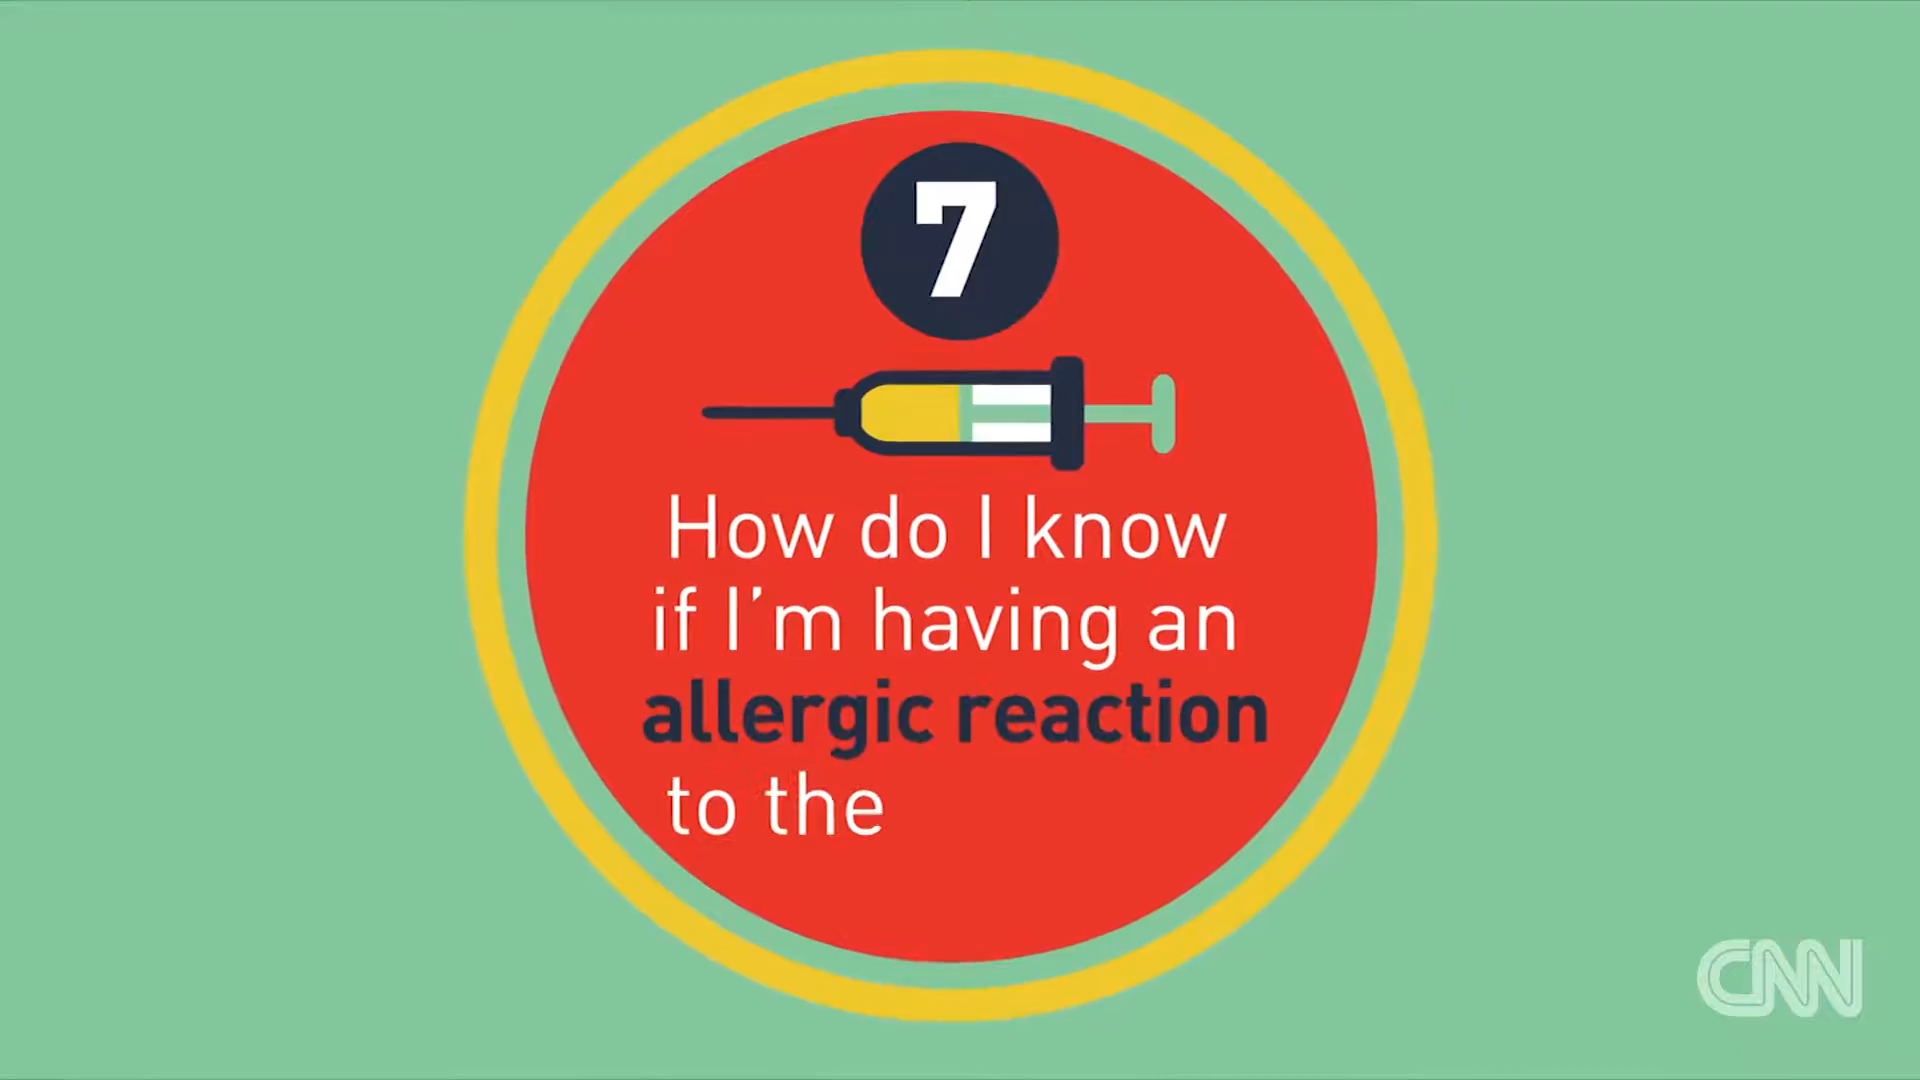 7
How do I know
if I'm having an
allergic reaction
to the
CNN